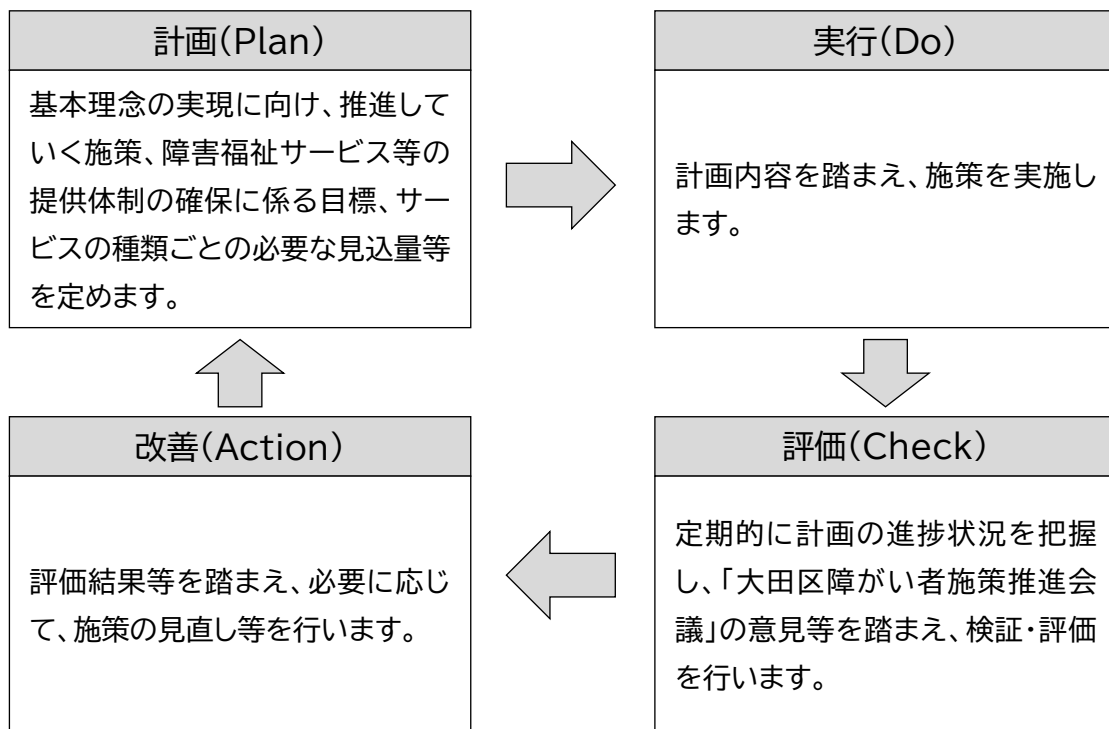 計画(Plan)
基本理念の実現に向け、推進して
いく施策、障害福祉サービス等の
提供体制の確保に係る目標、サー
ビスの種類ごとの必要な見込量等
を定めます。
実行(Do)
計画内容を踏まえ、施策を実施し
ます。
評価(Check)
定期的に計画の進捗状況を把握
し、「大田区障がい者施策推進会
議」の意見等を踏まえ、検証・評価
を行います。
改善(Action)
評価結果等を踏まえ、必要に応じ
て、施策の見直し等を行います。